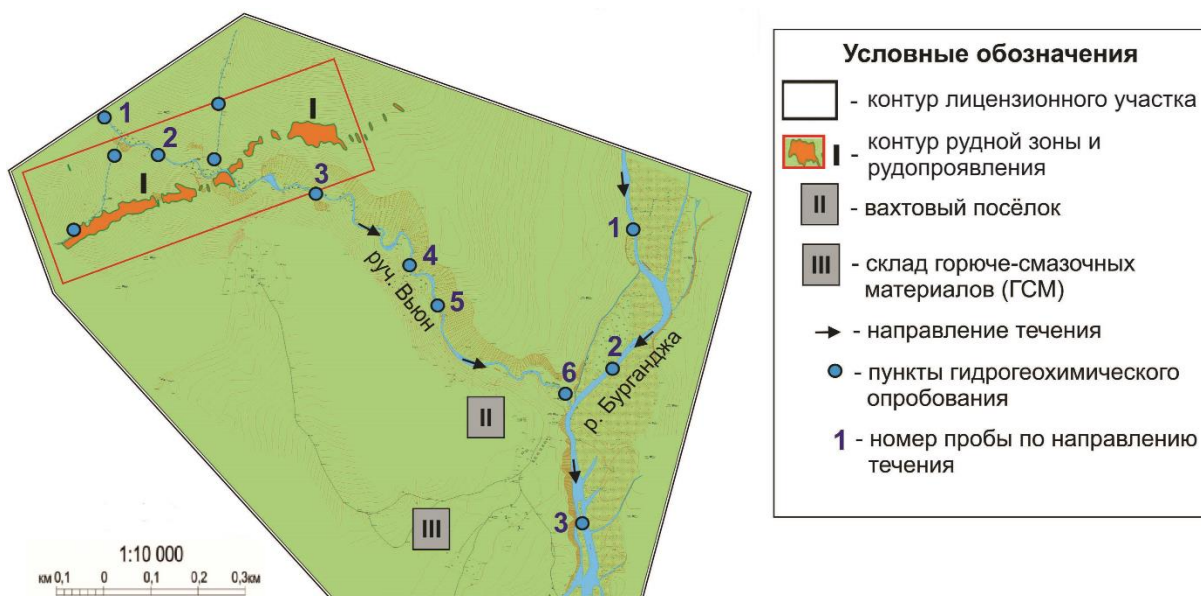 1
2
I
I
3
4
5
руч. Вьюн
6
1
2
р. Бурганджа
3
II
III
1:10 000
км 0,1 0 0,1 0,2 0,3км
Условные обозначения
- контур лицензионного участка
I - контур рудной зоны и
рудопроявления
II - вахтовый посёлок
III - склад горюче-смазочных
материалов (ГСМ)
- направление течения
- пункты гидрогеохимического
опробования
1 - номер пробы по направлению
течения